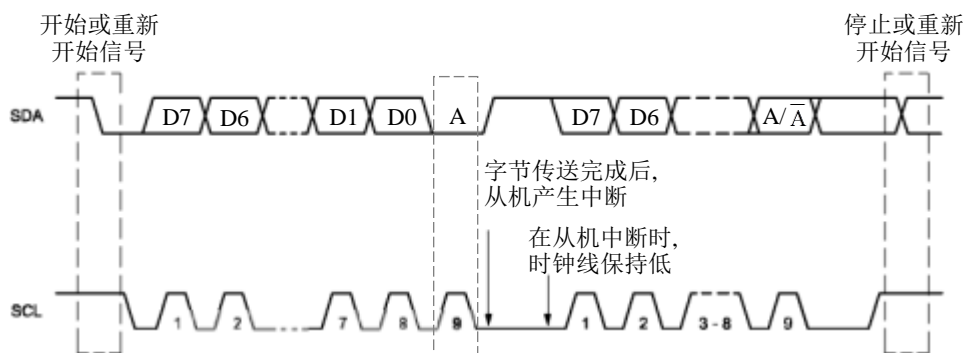 开始或重新
开始信号
停止或重新
开始信号
SDA D7 D6 D1 D0 A D7 D6 A/A̅
字节传送完成后,
从机产生中断
在从机中断时,
时钟线保持低
SCL 1 2 7 8 9 1 2 3-8 9